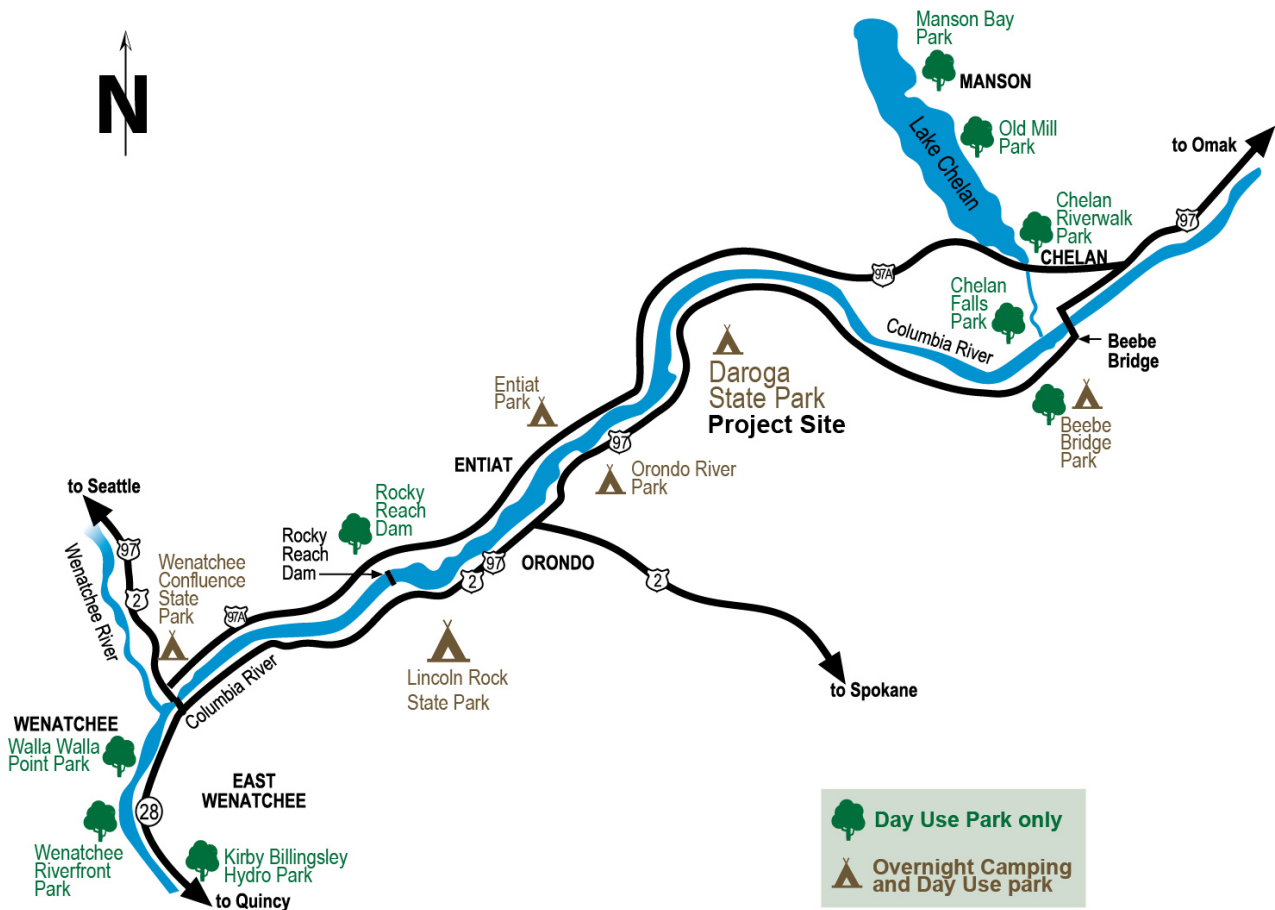 N
Manson Bay
Park
MANSON
Old Mill
Park
Lake Chelan
to Omak
97
Chelan
Riverwalk
Park
CHELAN
97A
Chelan
Falls
Park
Columbia River
Beebe
Bridge
Beebe
Bridge
Park
Daroga
State Park
Project Site
Entiat
Park
ENTIAT
97
Orondo River
Park
Rocky
Reach
Dam
Rocky
Reach
Dam
97
2
ORONDO
2
to Spokane
to Seattle
97
2
Wenatchee River
Wenatchee
Confluence
State
Park
97A
Columbia River
Lincoln Rock
State Park
WENATCHEE
Walla Walla
Point Park
EAST
WENATCHEE
28
Wenatchee
Riverfront
Park
Kirby Billingsley
Hydro Park
to Quincy
Day Use Park only
Overnight Camping
and Day Use park